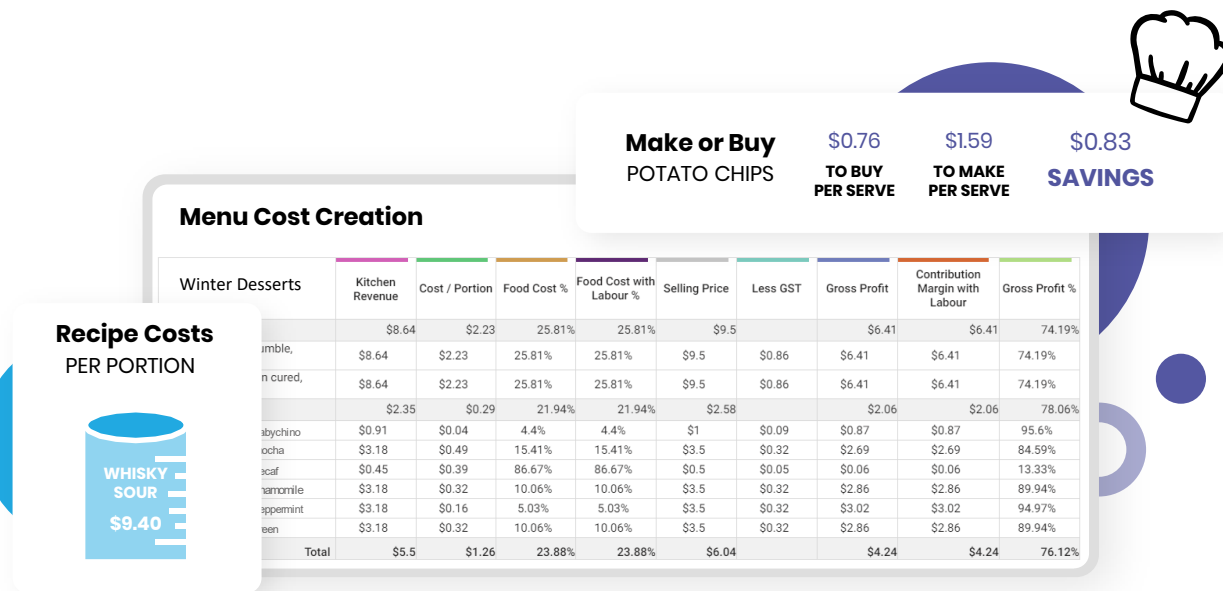 Make or Buy
POTATO CHIPS
$0.76
TO BUY
PER SERVE
$1.59
TO MAKE
PER SERVE
$0.83
SAVINGS
Menu Cost Creation
Winter Desserts
Kitchen Revenue Cost / Portion Food Cost % Food Cost with Labour % Selling Price Less GST Gross Profit Contribution Margin with Labour Gross Profit %
$8.64 $2.23 25.81% 25.81% $9.5 $6.41 $6.41 74.19%
umble, $8.64 $2.23 25.81% 25.81% $9.5 $0.86 $6.41 $6.41 74.19%
n cured, $8.64 $2.23 25.81% 25.81% $9.5 $0.86 $6.41 $6.41 74.19%
$2.35 $0.29 21.94% 21.94% $2.58 $2.06 $2.06 78.06%
abychino $0.91 $0.04 4.4% 4.4% $1 $0.09 $0.87 $0.87 95.6%
ocha $3.18 $0.49 15.41% 15.41% $3.5 $0.32 $2.69 $2.69 84.59%
ecaf $0.45 $0.39 86.67% 86.67% $0.5 $0.05 $0.06 $0.06 13.33%
hamomile $3.18 $0.32 10.06% 10.06% $3.5 $0.32 $2.86 $2.86 89.94%
eppermint $3.18 $0.16 5.03% 5.03% $3.5 $0.32 $3.02 $3.02 94.97%
reen $3.18 $0.32 10.06% 10.06% $3.5 $0.32 $2.86 $2.86 89.94%
Total $5.5 $1.26 23.88% 23.88% $6.04 $4.24 $4.24 76.12%
Recipe Costs
PER PORTION
WHISKY
SOUR
$9.40